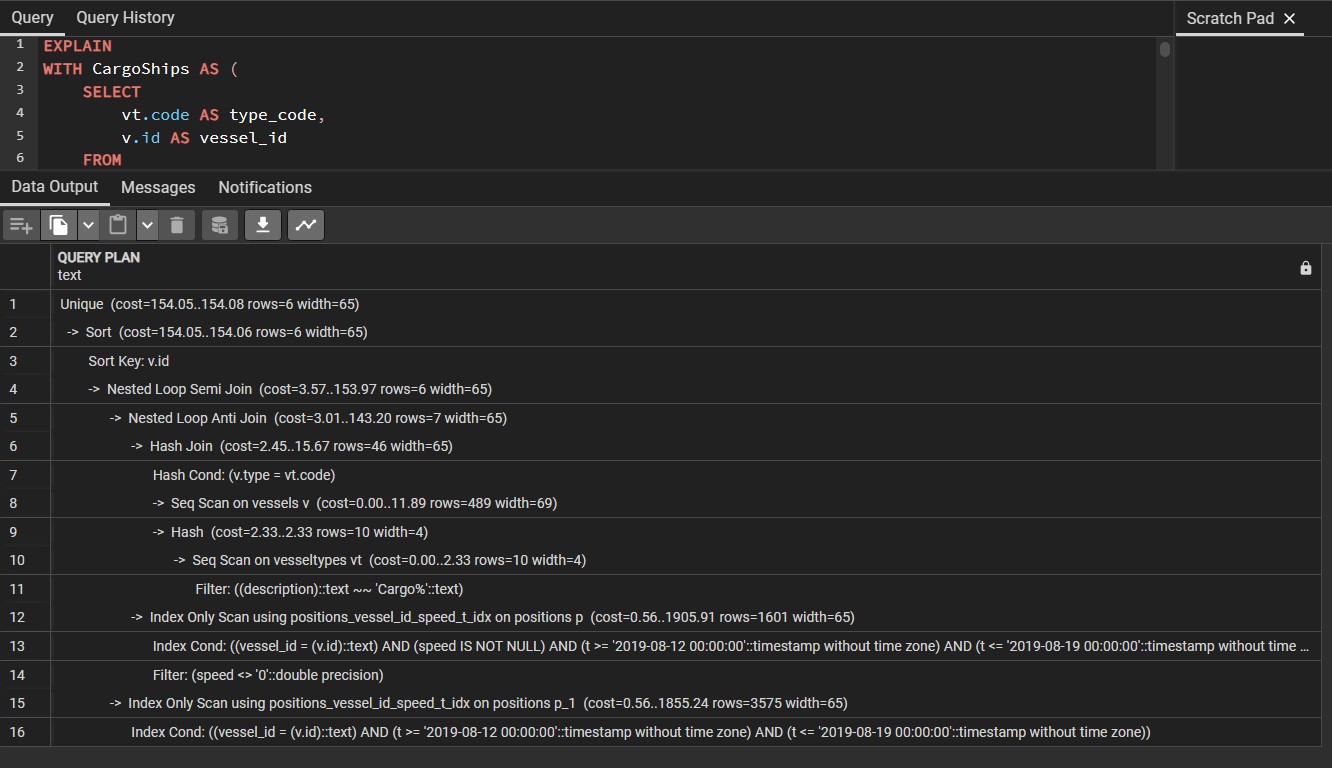 Query Query History Scratch Pad
1 EXPLAIN
2 WITH CargoShips AS (
3 SELECT
4 vt.code AS type_code,
5 v.id AS vessel_id
6 FROM
Data Output Messages Notifications
QUERY PLAN
text
1 Unique (cost=154.05..154.08 rows=6 width=65)
2 -> Sort (cost=154.05..154.06 rows=6 width=65)
3 Sort Key: v.id
4 -> Nested Loop Semi Join (cost=3.57..153.97 rows=6 width=65)
5 -> Nested Loop Anti Join (cost=3.01..143.20 rows=7 width=65)
6 -> Hash Join (cost=2.45..15.67 rows=46 width=65)
7 Hash Cond: (v.type = vt.code)
8 -> Seq Scan on vessels v (cost=0.00..11.89 rows=489 width=69)
9 -> Hash (cost=2.33..2.33 rows=10 width=4)
10 -> Seq Scan on vesseltypes vt (cost=0.00..2.33 rows=10 width=4)
11 Filter: ((description)::text ~~ 'Cargo%'::text)
12 -> Index Only Scan using positions_vessel_id_speed_t_idx on positions p (cost=0.56..1905.91 rows=1601 width=65)
13 Index Cond: ((vessel_id = (v.id)::text) AND (speed IS NOT NULL) AND (t >= '2019-08-12 00:00:00'::timestamp without time zone) AND (t <= '2019-08-19 00:00:00'::timestamp without time ...
14 Filter: (speed <> '0'::double precision)
15 -> Index Only Scan using positions_vessel_id_speed_t_idx on positions p_1 (cost=0.56..1855.24 rows=3575 width=65)
16 Index Cond: ((vessel_id = (v.id)::text) AND (t >= '2019-08-12 00:00:00'::timestamp without time zone) AND (t <= '2019-08-19 00:00:00'::timestamp without time zone))